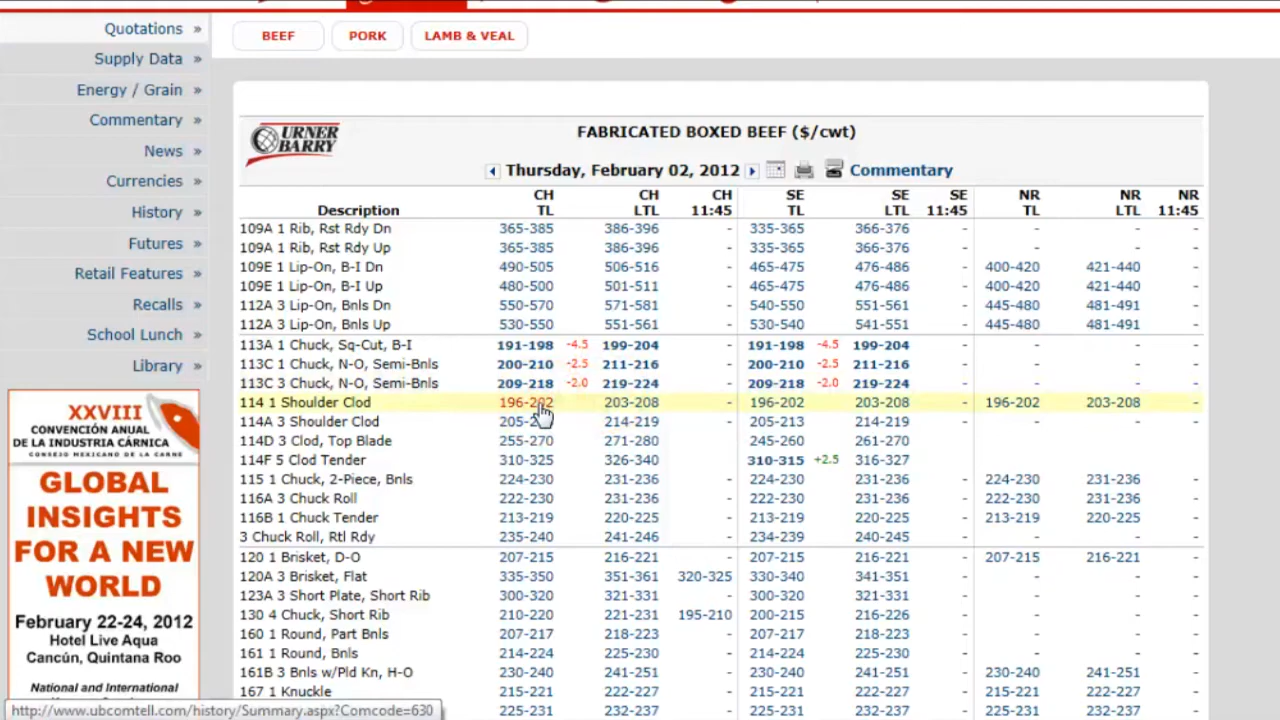 Quotations »
Supply Data »
Energy / Grain »
Commentary »
News »
Currencies »
History »
Futures »
Retail Features »
Recalls »
School Lunch »
Library »
XXVIII
CONVENCIÓN ANUAL
DE LA INDUSTRIA CÁRNICA
CONSEJO MEXICANO DE LA CARNE
GLOBAL
INSIGHTS
FOR A NEW
WORLD
February 22-24, 2012
Hotel Live Aqua
Cancún, Quintana Roo
National and International
http://www.ubcomtell.com/history/Summary.aspx?Comcode=630
BEEF PORK LAMB & VEAL
URNER
BARRY
FABRICATED BOXED BEEF ($/cwt)
Thursday, February 02, 2012 Commentary
CH CH CH SE SE SE NR NR NR
Description TL LTL 11:45 TL LTL 11:45 TL LTL 11:45
109A 1 Rib, Rst Rdy Dn 365-385 386-396 - 335-365 366-376 - - - -
109A 1 Rib, Rst Rdy Up 365-385 386-396 - 335-365 366-376 - - - -
109E 1 Lip-On, B-I Dn 490-505 506-516 - 465-475 476-486 - 400-420 421-440 -
109E 1 Lip-On, B-I Up 480-500 501-511 - 465-475 476-486 - 400-420 421-440 -
112A 3 Lip-On, Bnls Dn 550-570 571-581 - 540-550 551-561 - 445-480 481-491 -
112A 3 Lip-On, Bnls Up 530-550 551-561 - 530-540 541-551 - 445-480 481-491 -
113A 1 Chuck, Sq-Cut, B-I 191-198 -4.5 199-204 - 191-198 -4.5 199-204 - - - -
113C 1 Chuck, N-O, Semi-Bnls 200-210 -2.5 211-216 - 200-210 -2.5 211-216 - - - -
113C 3 Chuck, N-O, Semi-Bnls 209-218 -2.0 219-224 - 209-218 -2.0 219-224 - - - -
114 1 Shoulder Clod 196-202 203-208 - 196-202 203-208 - 196-202 203-208 -
114A 3 Shoulder Clod 205-2 214-219 - 205-213 214-219 - - - -
114D 3 Clod, Top Blade 255-270 271-280 - 245-260 261-270 - - - -
114F 5 Clod Tender 310-325 326-340 - 310-315 +2.5 316-327 - - - -
115 1 Chuck, 2-Piece, Bnls 224-230 231-236 - 224-230 231-236 - 224-230 231-236 -
116A 3 Chuck Roll 222-230 231-236 - 222-230 231-236 - 222-230 231-236 -
116B 1 Chuck Tender 213-219 220-225 - 213-219 220-225 - 213-219 220-225 -
3 Chuck Roll, Rtl Rdy 235-240 241-246 - 234-239 240-245 - - - -
120 1 Brisket, D-O 207-215 216-221 - 207-215 216-221 - 207-215 216-221 -
120A 3 Brisket, Flat 335-350 351-361 320-325 330-340 341-351 - - - -
123A 3 Short Plate, Short Rib 300-320 321-331 - 300-320 321-331 - - - -
130 4 Chuck, Short Rib 210-220 221-231 195-210 200-215 216-226 - - - -
160 1 Round, Part Bnls 207-217 218-223 - 207-217 218-223 - - - -
161 1 Round, Bnls 214-224 225-230 - 214-224 225-230 - - - -
161B 3 Bnls w/Pld Kn, H-O 230-240 241-251 - 230-240 241-251 - 230-240 241-251 -
167 1 Knuckle 215-221 222-227 - 215-221 222-227 - 215-221 222-227 -
225-231 232-237 - 225-231 232-237 - 225-231 232-237 -